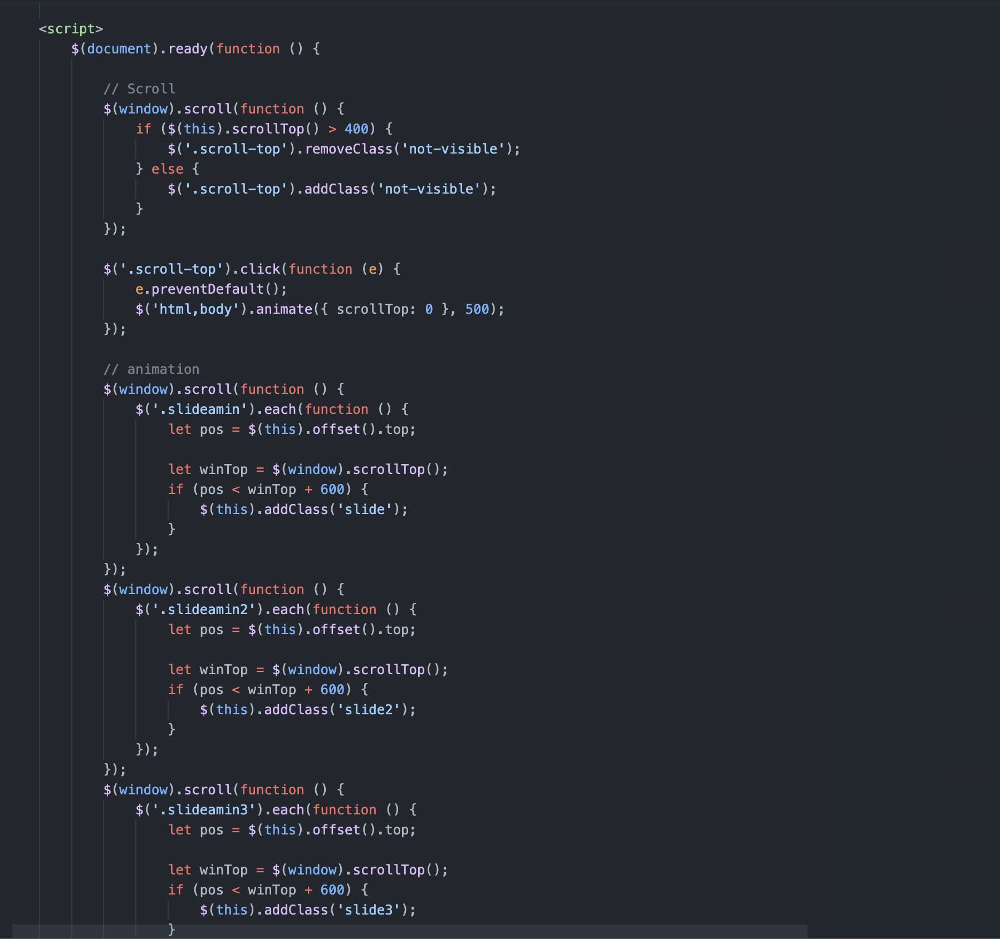 <script>
$(document).ready(function () {
// Scroll
$(window).scroll(function () {
if ($(this).scrollTop() > 400) {
$('.scroll-top').removeClass('not-visible');
} else {
$('.scroll-top').addClass('not-visible');
}
});
$('.scroll-top').click(function (e) {
e.preventDefault();
$('html,body').animate({ scrollTop: 0 }, 500);
});
// animation
$(window).scroll(function () {
$('.slideamin').each(function () {
let pos = $(this).offset().top;
let winTop = $(window).scrollTop();
if (pos < winTop + 600) {
$(this).addClass('slide');
}
});
});
$(window).scroll(function () {
$('.slideamin2').each(function () {
let pos = $(this).offset().top;
let winTop = $(window).scrollTop();
if (pos < winTop + 600) {
$(this).addClass('slide2');
}
});
});
$(window).scroll(function () {
$('.slideamin3').each(function () {
let pos = $(this).offset().top;
let winTop = $(window).scrollTop();
if (pos < winTop + 600) {
$(this).addClass('slide3');
}